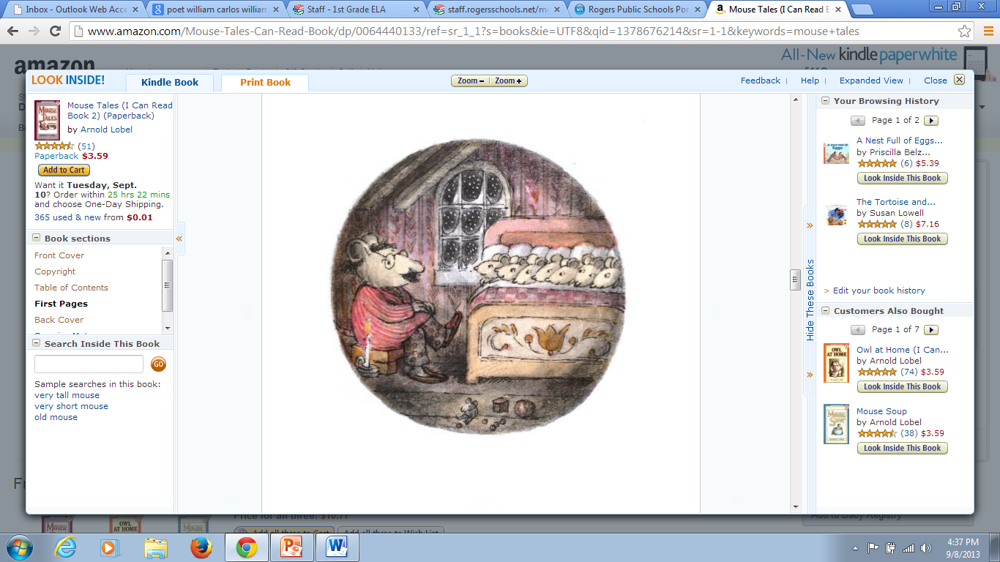 Inbox - Outlook Web Acce
poet william carlos william
Staff - 1st Grade ELA
staff.rogersschools.net/m
Rogers Public Schools Por
Mouse Tales (I Can Read B
www.amazon.com/Mouse-Tales-Can-Read-Book/dp/0064440133/ref=sr_1_1?s=books&ie=UTF8&qid=1378676214&sr=1-1&keywords=mouse+tales
amazon
All-New kindle paperwhite
LOOK INSIDE!
Kindle Book
Print Book
Zoom –
Zoom +
Feedback
Help
Expanded View
Close
Mouse Tales (I Can Read
Book 2) (Paperback)
by Arnold Lobel
(51)
Paperback $3.59
Add to Cart
Want it Tuesday, Sept.
10? Order within 25 hrs 22 mins
and choose One-Day Shipping.
365 used & new from $0.01
Book sections
Front Cover
Copyright
Table of Contents
First Pages
Back Cover
Search Inside This Book
GO
Sample searches in this book:
very tall mouse
very short mouse
old mouse
Hide These Books
Your Browsing History
Page 1 of 2
A Nest Full of Eggs...
by Priscilla Belz...
(6) $5.39
Look Inside This Book
The Tortoise and...
by Susan Lowell
(8) $7.16
Look Inside This Book
> Edit your book history
Customers Also Bought
Page 1 of 7
Owl at Home (I Can...
by Arnold Lobel
(74) $3.59
Look Inside This Book
Mouse Soup
by Arnold Lobel
(38) $3.59
Look Inside This Book
Price for all three: $10.77
Add all three to Cart
Add all three to Wish List
Add to Baby Registry
4:37 PM
9/8/2013